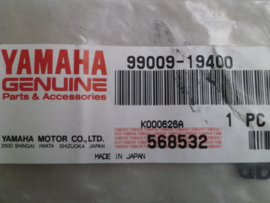 YAMAHA
GENUINE
Parts & Accessories
99009-19400
K000626A
1 PC
YAMAHA MOTOR CO., LTD.
2500 SHINGAI IWATA SHIZUOKA JAPAN
568532
MADE IN JAPAN